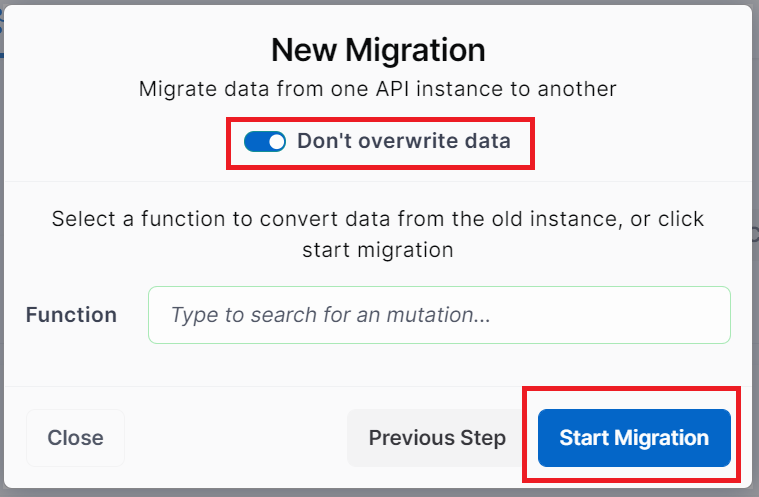 New Migration
Migrate data from one API instance to another
Don't overwrite data
Select a function to convert data from the old instance, or click
start migration
Function
Type to search for an mutation...
Close
Previous Step
Start Migration